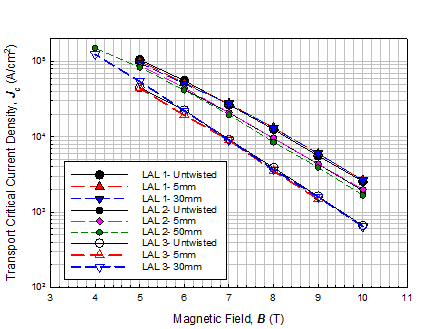 Transport Critical Current Density, Jc (A/cm²)
10⁵
10⁴
10³
10²
LAL 1- Untwisted
LAL 1- 5mm
LAL 1- 30mm
LAL 2- Untwisted
LAL 2- 5mm
LAL 2- 50mm
LAL 3- Untwisted
LAL 3- 5mm
LAL 3- 30mm
3 4 5 6 7 8 9 10 11
Magnetic Field, B (T)